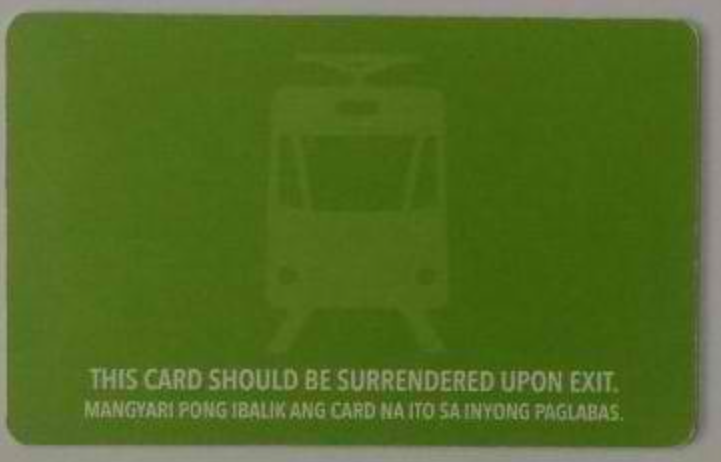 THIS CARD SHOULD BE SURRENDERED UPON EXIT.
MANGYARI PONG IBALIK ANG CARD NA ITO SA INYONG PAGLABAS.